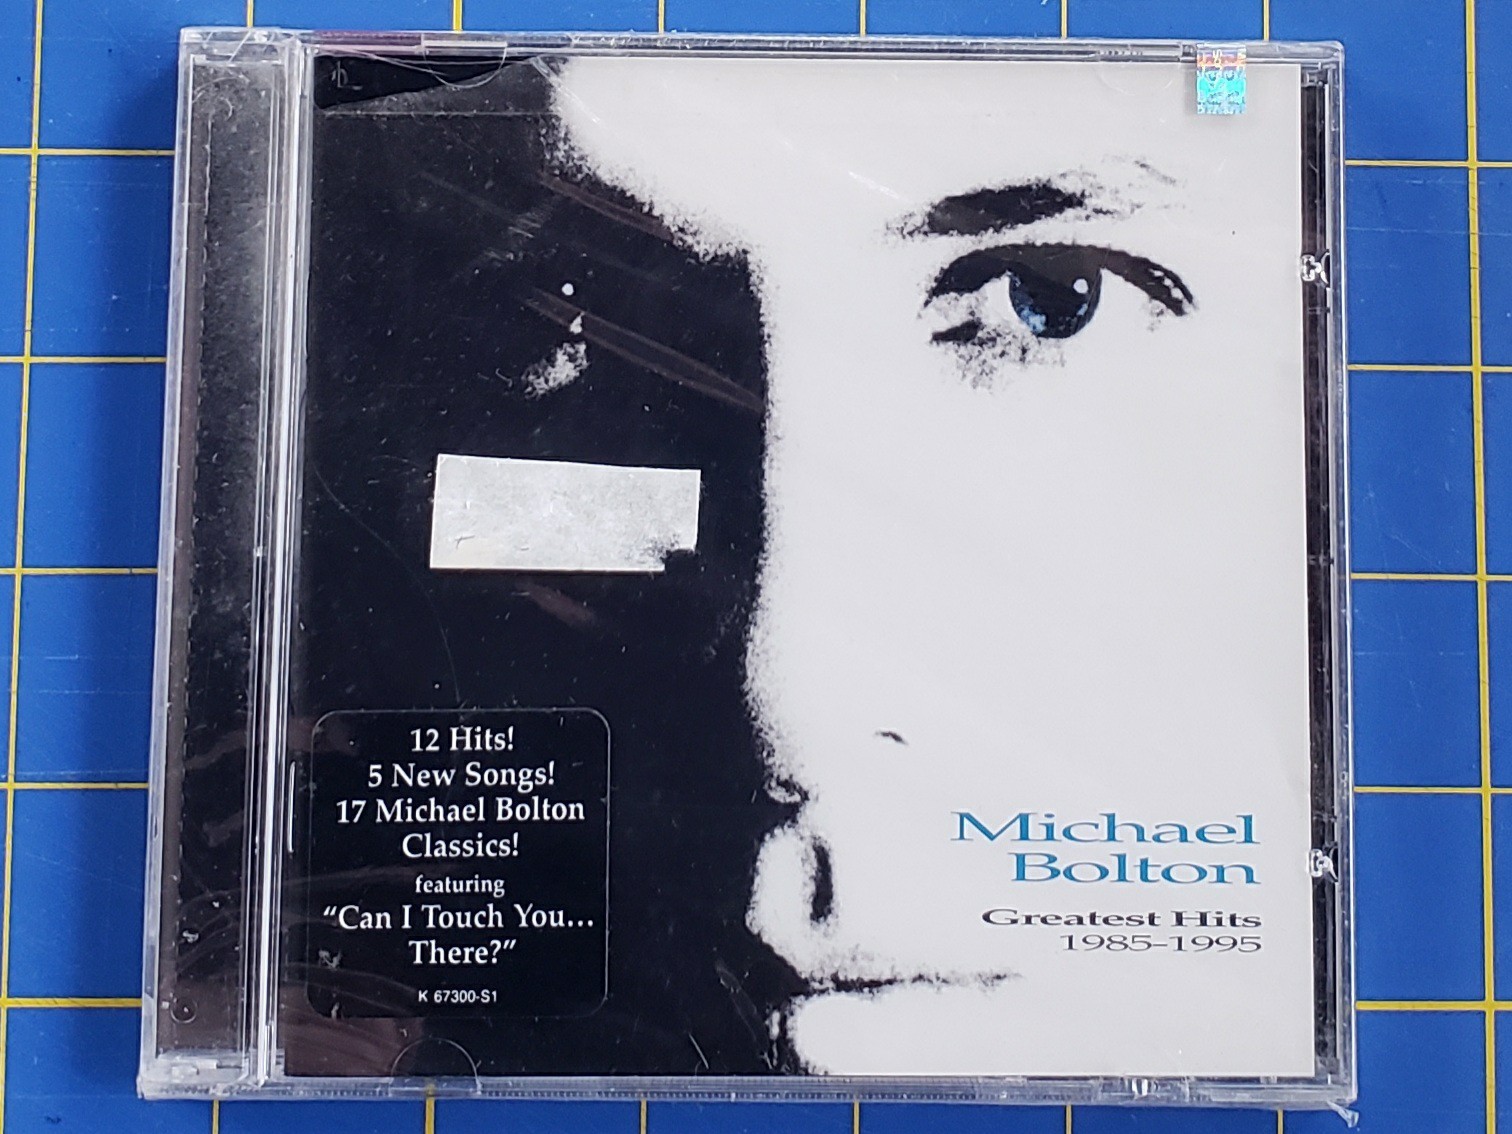 12 Hits!
5 New Songs!
17 Michael Bolton
Classics!
featuring
“Can I Touch You...
There?”
K 67300-S1
Michael
Bolton
Greatest Hits
1985-1995